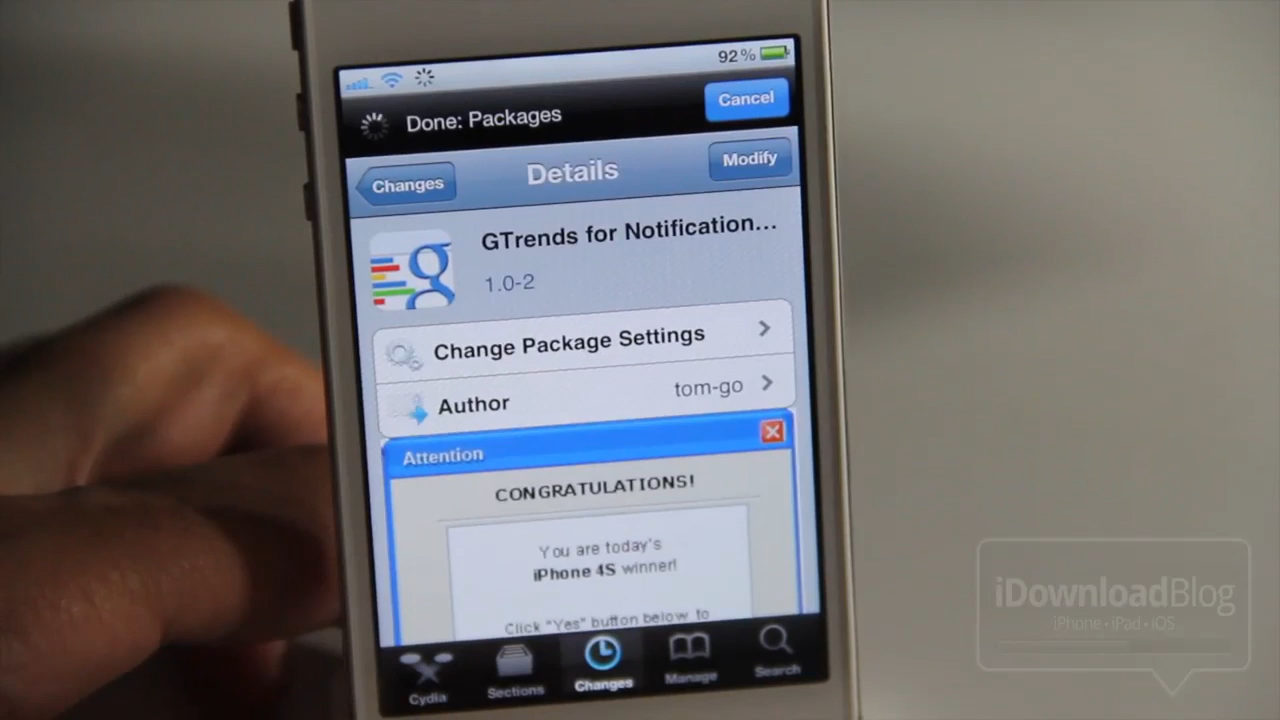 92%
Done: Packages
Cancel
Changes
Details
Modify
GTrends for Notification...
1.0-2
Change Package Settings
Author
tom-go
Attention
CONGRATULATIONS!
You are today's
iPhone 4S winner!
Click "Yes" button below to
Cydia
Sections
Changes
Manage
Search
iDownloadBlog
iPhone • iPad • iOS